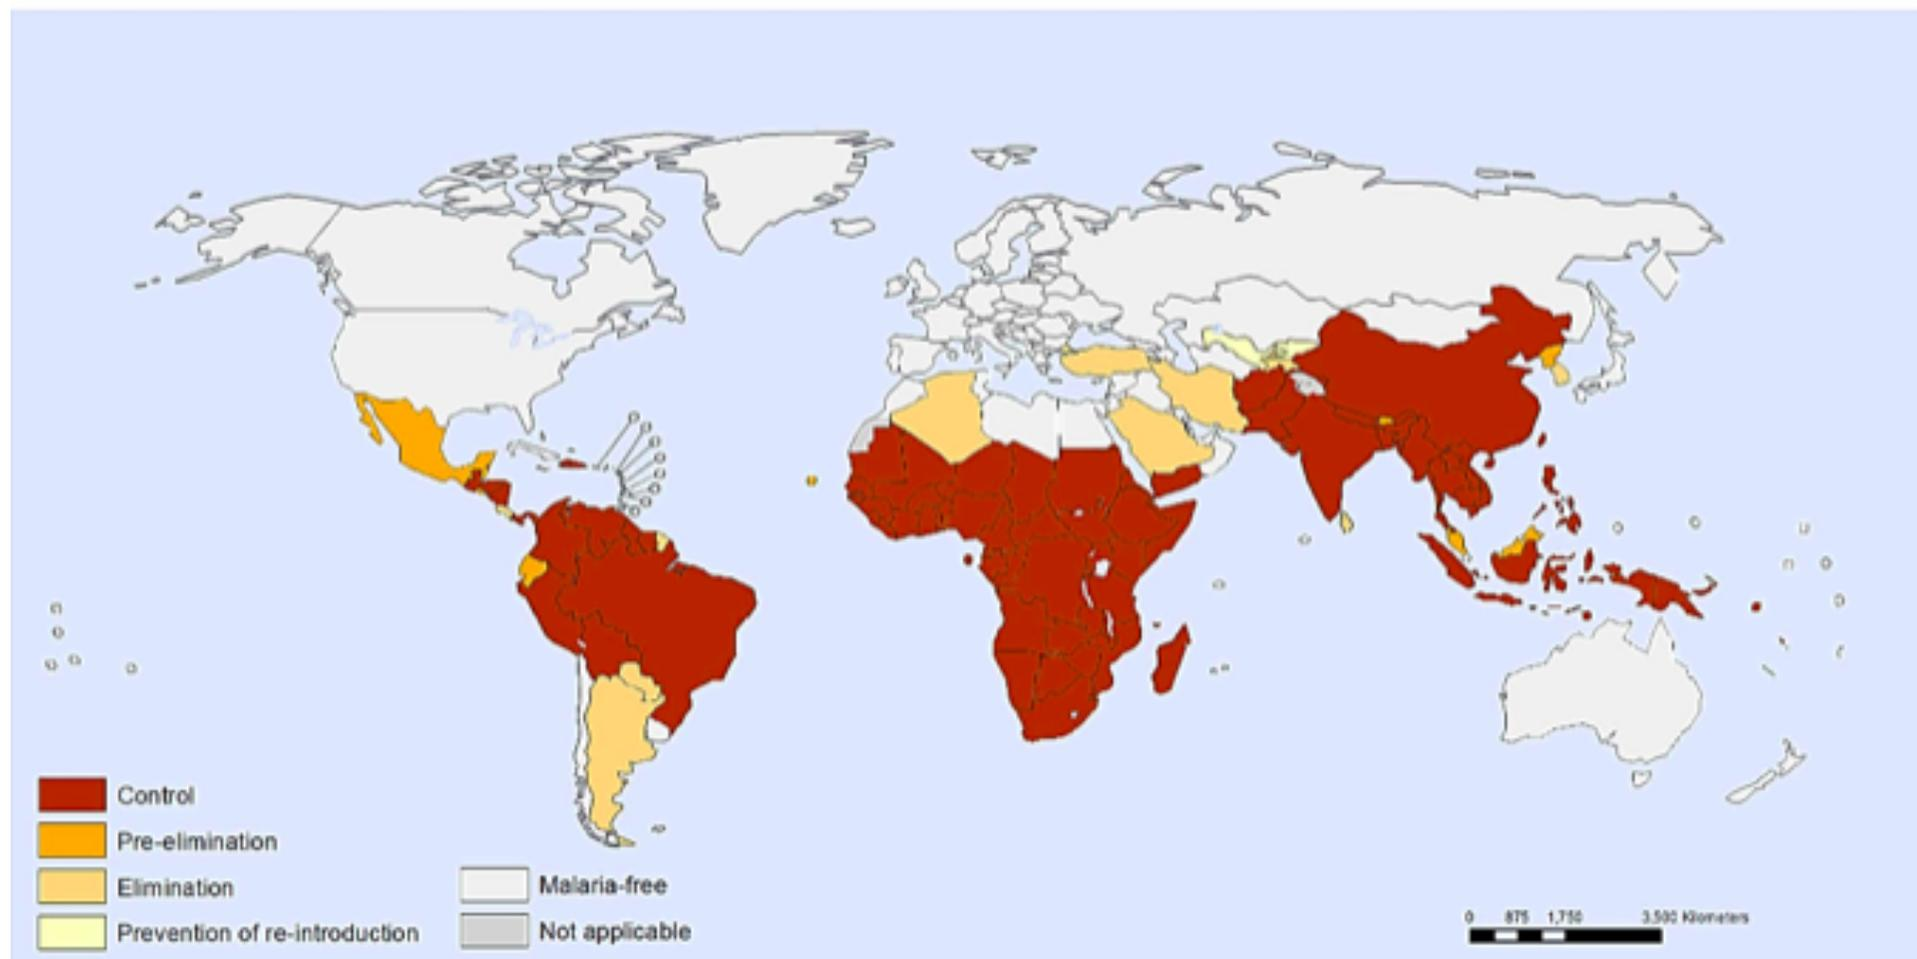 Control
Pre-elimination
Elimination
Prevention of re-introduction
Malaria-free
Not applicable
0 875 1,750 3,500 Kilometers